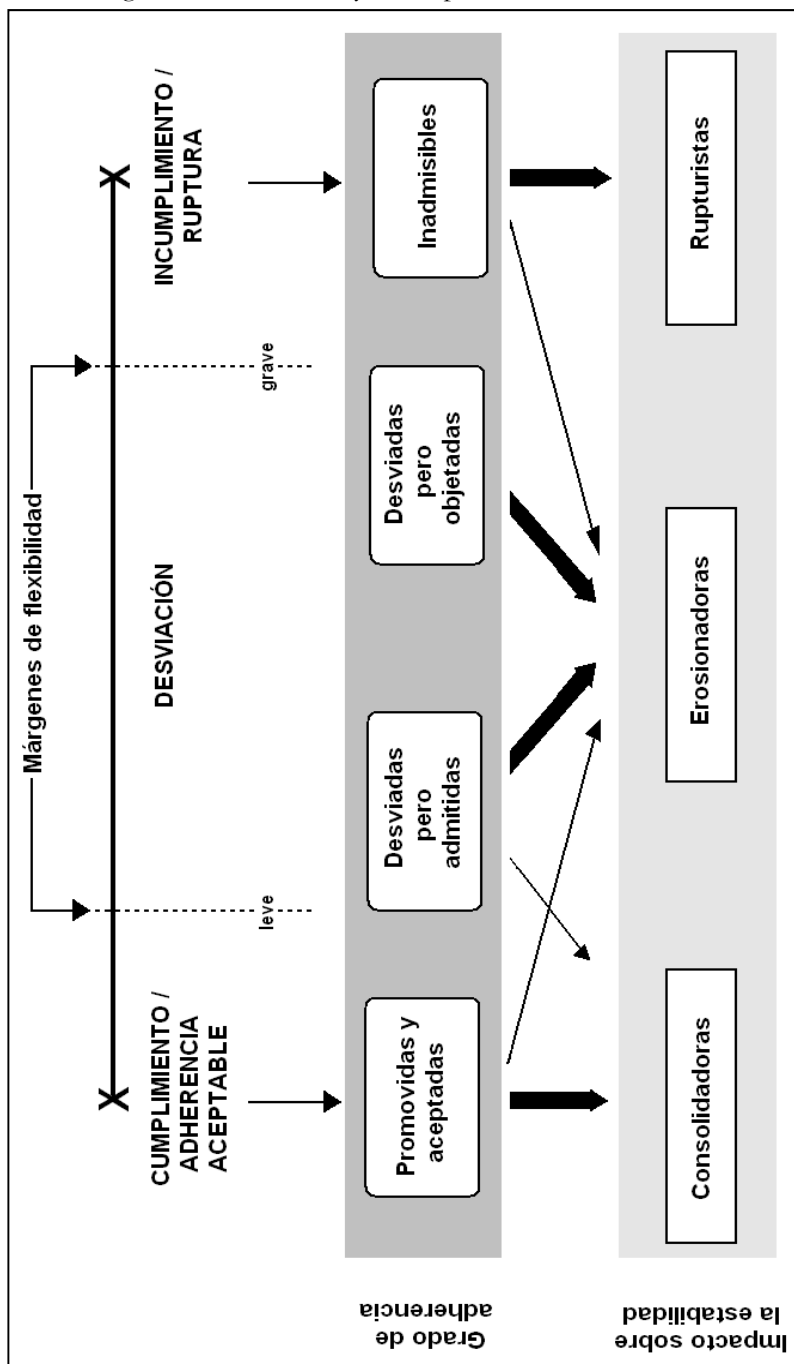 Márgenes de flexibilidad
CUMPLIMIENTO /
ADHERENCIA
ACEPTABLE
DESVIACIÓN
INCUMPLIMIENTO /
RUPTURA
leve
grave
Grado de
adherencia
Promovidas y
aceptadas
Desviadas
pero
admitidas
Desviadas
pero
objetadas
Inadmisibles
Impacto sobre
la estabilidad
Consolidadoras
Erosionadoras
Rupturistas